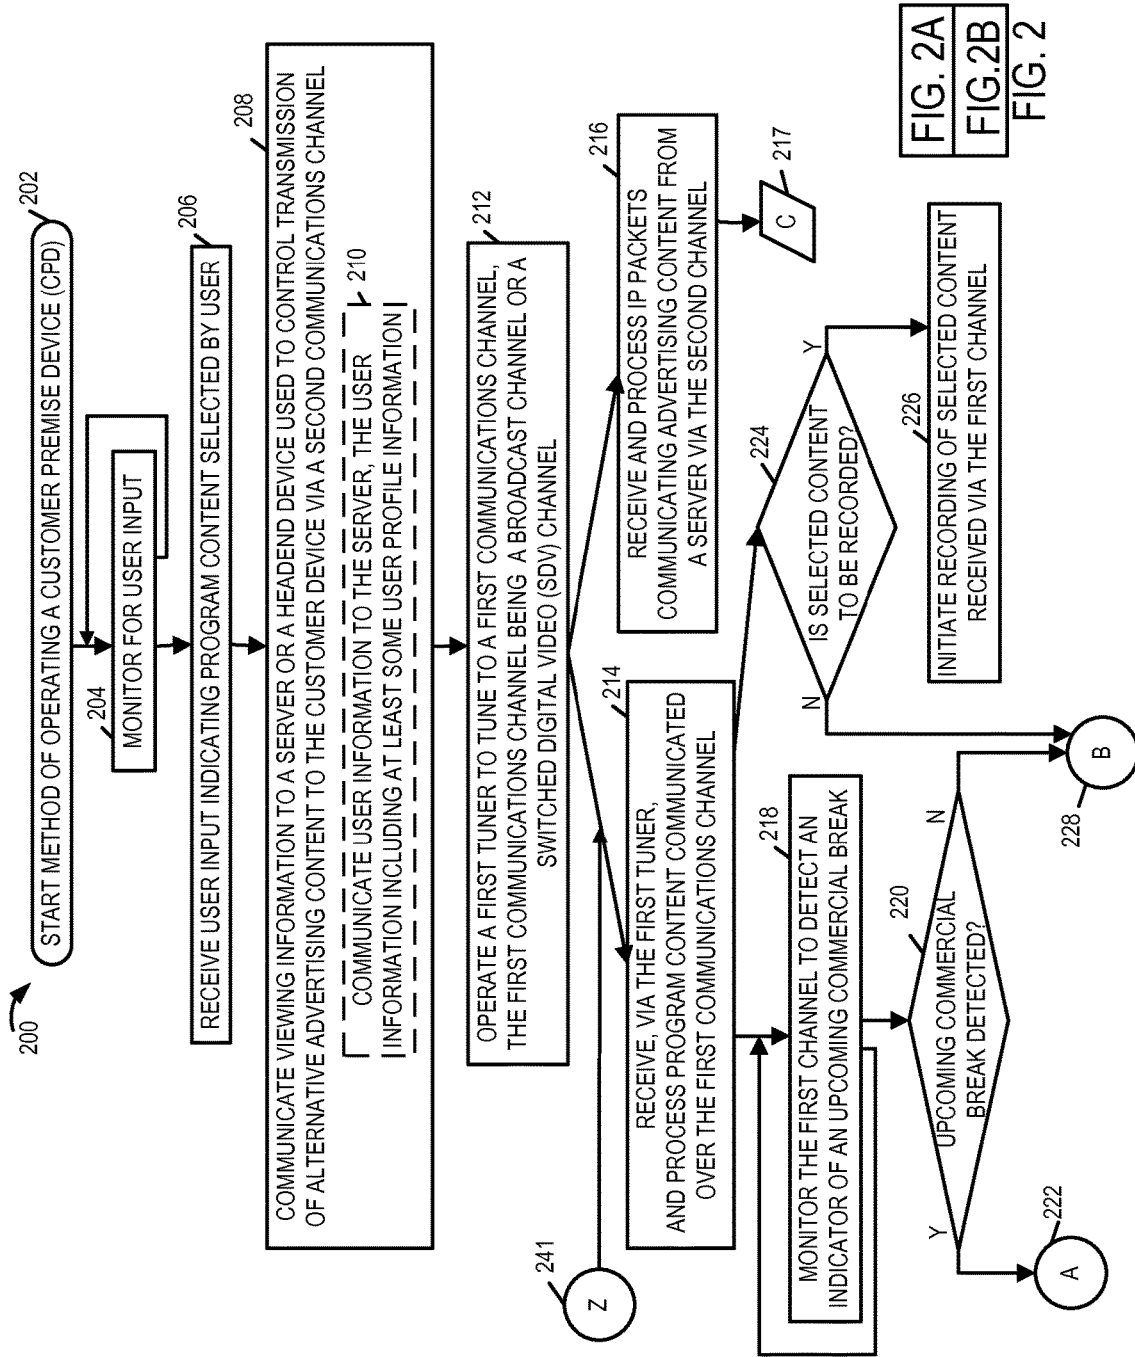 200
START METHOD OF OPERATING A CUSTOMER PREMISE DEVICE (CPD)
202
204
MONITOR FOR USER INPUT
RECEIVE USER INPUT INDICATING PROGRAM CONTENT SELECTED BY USER
206
208
COMMUNICATE VIEWING INFORMATION TO A SERVER OR A HEADEND DEVICE USED TO CONTROL TRANSMISSION
OF ALTERNATIVE ADVERTISING CONTENT TO THE CUSTOMER DEVICE VIA A SECOND COMMUNICATIONS CHANNEL
210
COMMUNICATE USER INFORMATION TO THE SERVER, THE USER
INFORMATION INCLUDING AT LEAST SOME USER PROFILE INFORMATION
212
OPERATE A FIRST TUNER TO TUNE TO A FIRST COMMUNICATIONS CHANNEL,
THE FIRST COMMUNICATIONS CHANNEL BEING A BROADCAST CHANNEL OR A
SWITCHED DIGITAL VIDEO (SDV) CHANNEL
241
Z
214
RECEIVE, VIA THE FIRST TUNER,
AND PROCESS PROGRAM CONTENT COMMUNICATED
OVER THE FIRST COMMUNICATIONS CHANNEL
216
RECEIVE AND PROCESS IP PACKETS
COMMUNICATING ADVERTISING CONTENT FROM
A SERVER VIA THE SECOND CHANNEL
C
217
218
MONITOR THE FIRST CHANNEL TO DETECT AN
INDICATOR OF AN UPCOMING COMMERCIAL BREAK
224
IS SELECTED CONTENT
TO BE RECORDED?
N
Y
220
UPCOMING COMMERCIAL
BREAK DETECTED?
Y
N
226
INITIATE RECORDING OF SELECTED CONTENT
RECEIVED VIA THE FIRST CHANNEL
A
222
228
B
FIG. 2A
FIG.2B
FIG. 2